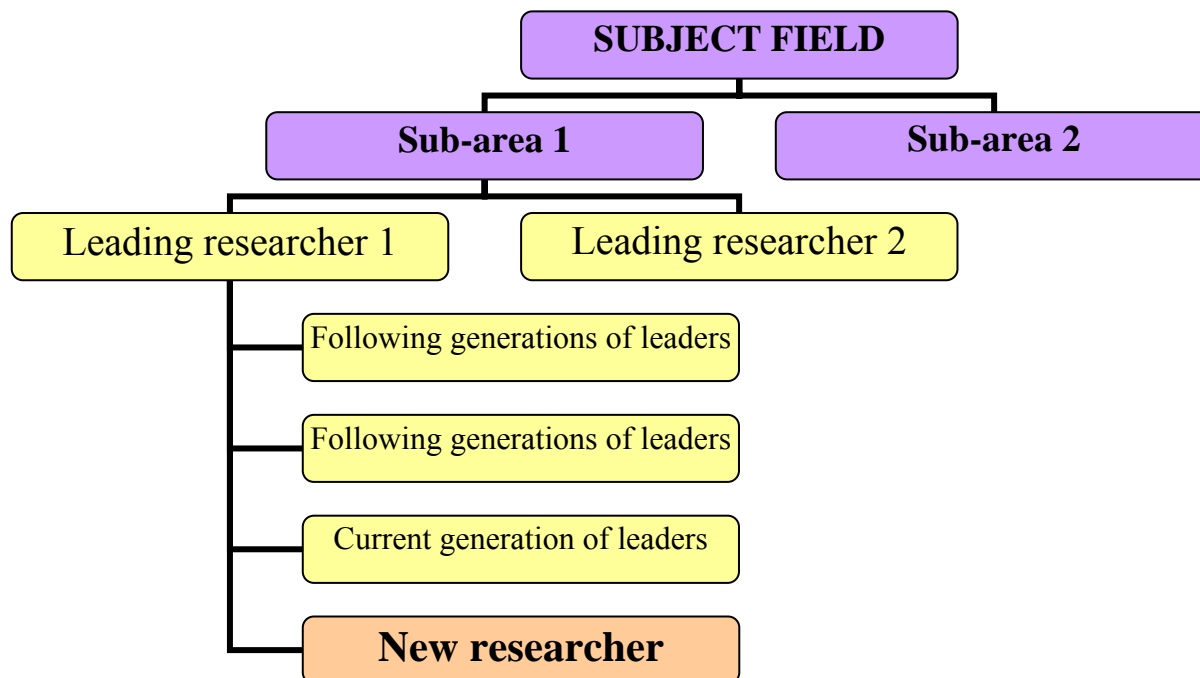 SUBJECT FIELD
Sub-area 1
Sub-area 2
Leading researcher 1
Leading researcher 2
Following generations of leaders
Following generations of leaders
Current generation of leaders
New researcher